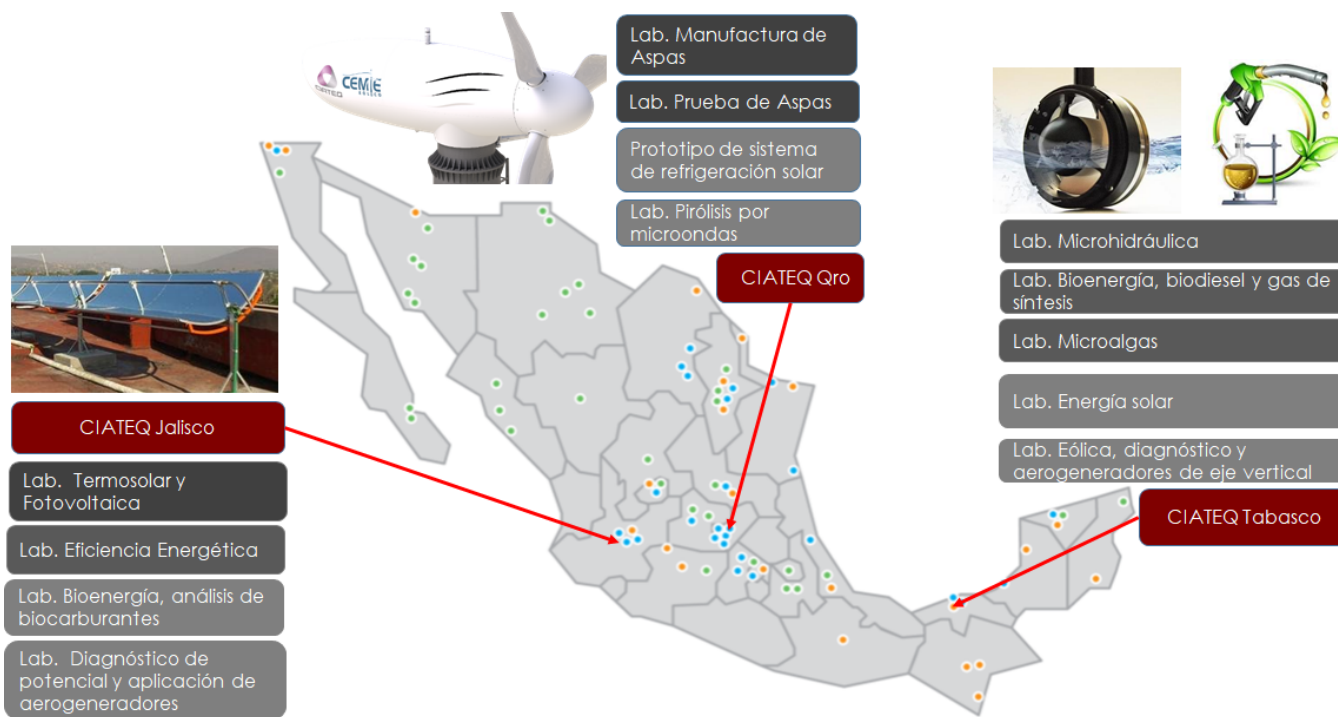 CIATEQ
CEMIE
EÓLICO
Lab. Manufactura de
Aspas
Lab. Prueba de Aspas
Prototipo de sistema
de refrigeración solar
Lab. Pirólisis por
microondas
CIATEQ Qro
Lab. Microhidráulica
Lab. Bioenergía, biodiesel y gas de
síntesis
Lab. Microalgas
Lab. Energía solar
Lab. Eólica, diagnóstico y
aerogeneradores de eje vertical
CIATEQ Tabasco
CIATEQ Jalisco
Lab. Termosolar y
Fotovoltaica
Lab. Eficiencia Energética
Lab. Bioenergía, análisis de
biocarburantes
Lab. Diagnóstico de
potencial y aplicación de
aerogeneradores